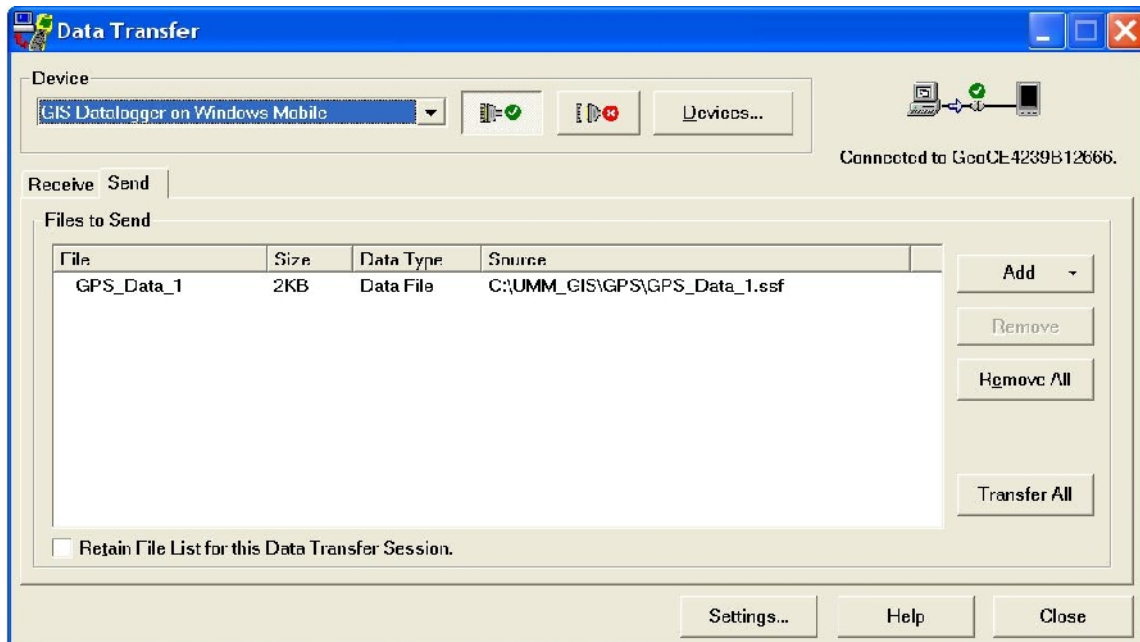 Data Transfer
Device
GIS Datalogger on Windows Mobile
Devices...
Connected to GeoCE4239B12666.
Receive Send
Files to Send
File Size Data Type Source
GPS_Data_1 2KB Data File C:\UMM_GIS\GPS\GPS_Data_1.ssf
Add
Remove
Remove All
Transfer All
Retain File List for this Data Transfer Session.
Settings... Help Close